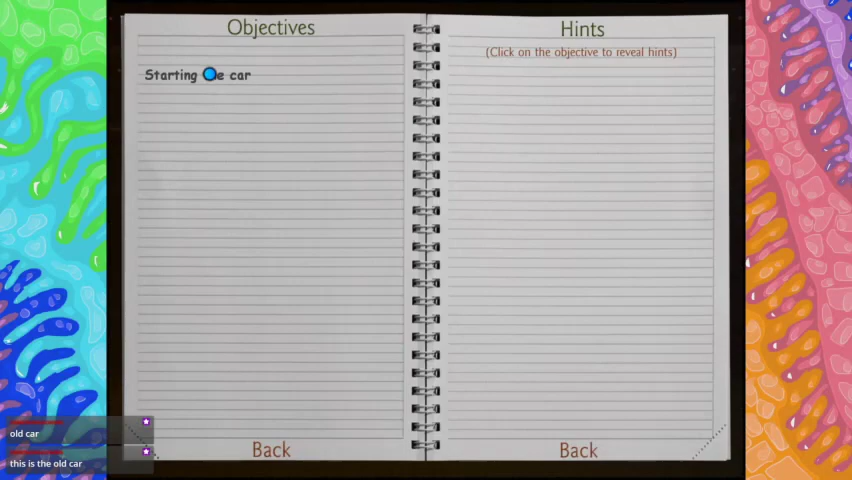 Objectives
Starting e car
Hints
(Click on the objective to reveal hints)
old car
this is the old car
Back
Back